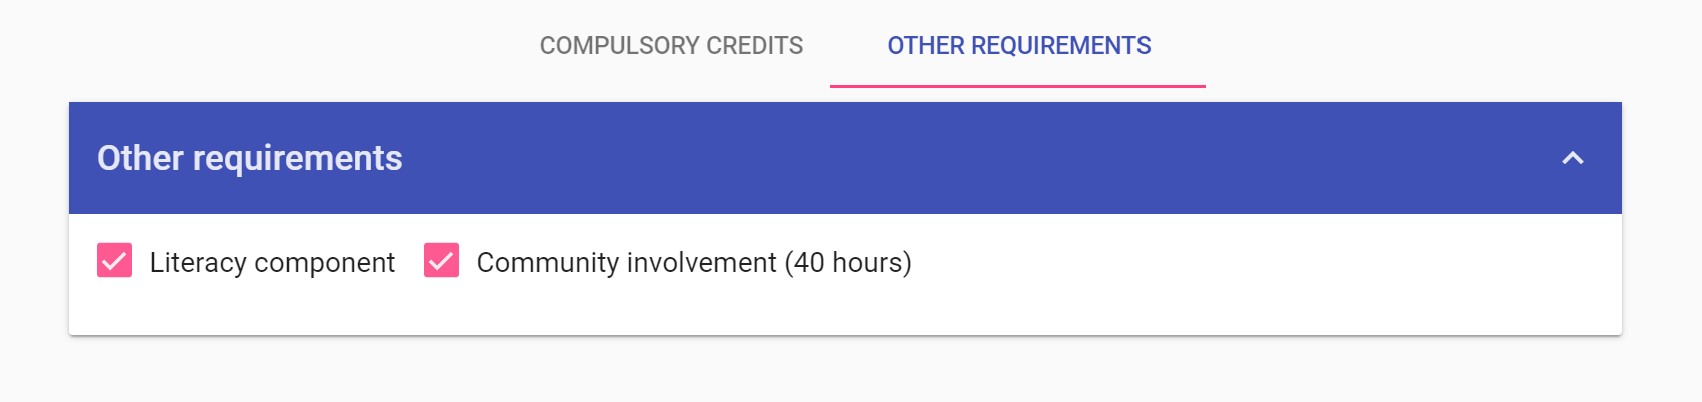 COMPULSORY CREDITS OTHER REQUIREMENTS
Other requirements
Literacy component Community involvement (40 hours)